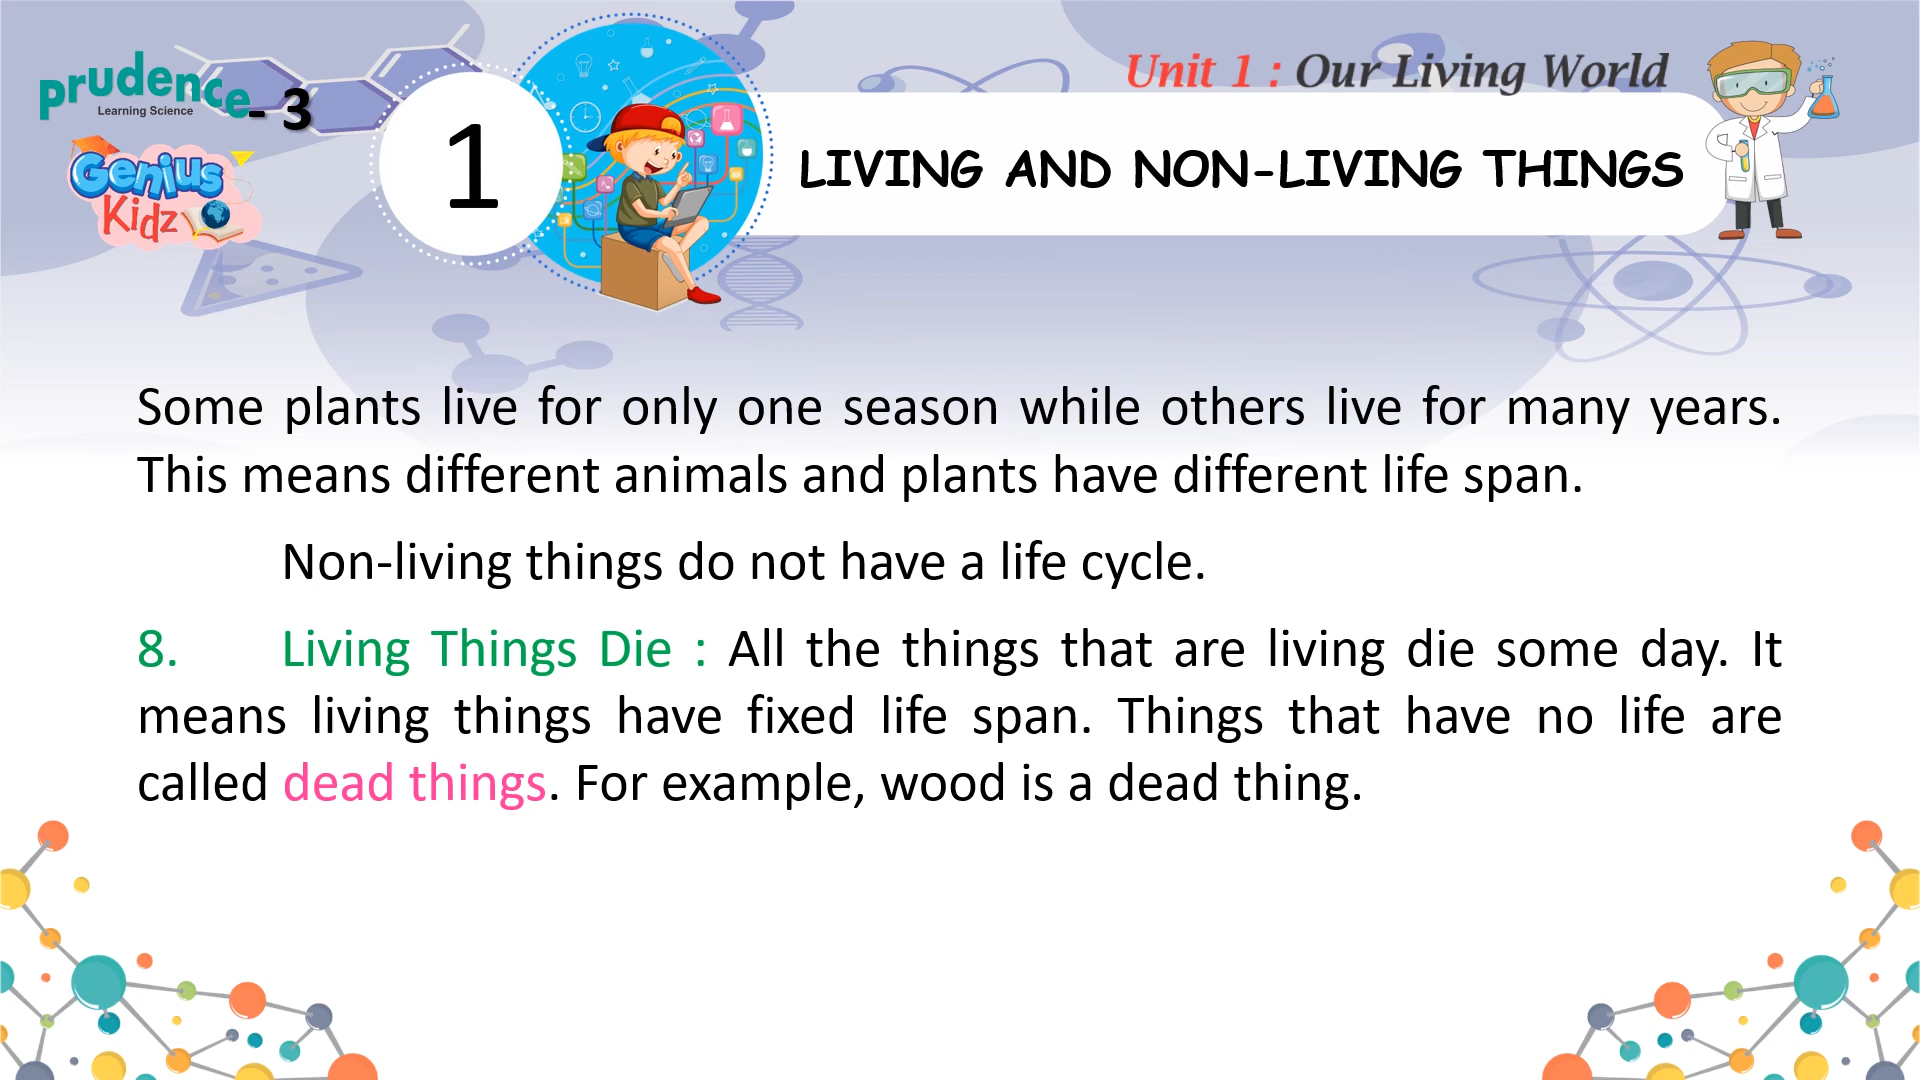 Unit 1 : Our Living World
prudence - 3
Learning Science
Genius
Kidz
1
LIVING AND NON-LIVING THINGS
Some plants live for only one season while others live for many years.
This means different animals and plants have different life span.
Non-living things do not have a life cycle.
8. Living Things Die : All the things that are living die some day. It
means living things have fixed life span. Things that have no life are
called dead things. For example, wood is a dead thing.